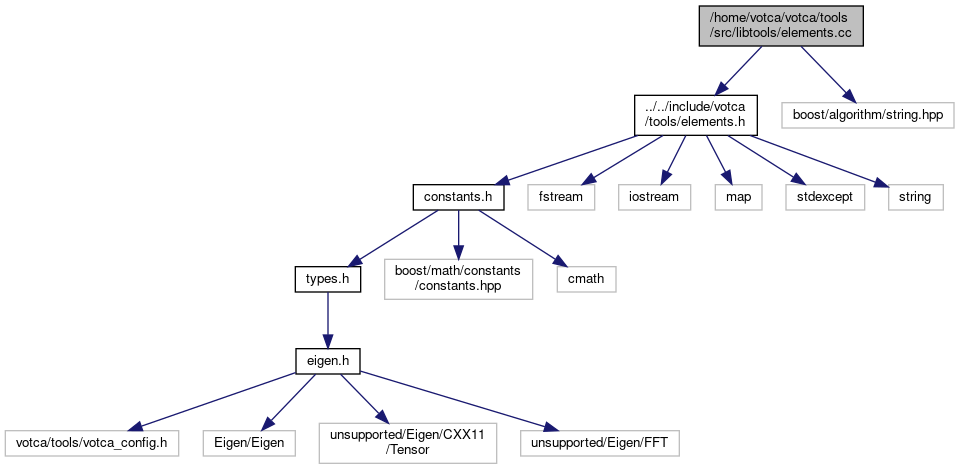 /home/votca/votca/tools
/src/libtools/elements.cc
../../include/votca
/tools/elements.h
boost/algorithm/string.hpp
constants.h
fstream
iostream
map
stdexcept
string
types.h
boost/math/constants
/constants.hpp
cmath
eigen.h
votca/tools/votca_config.h
Eigen/Eigen
unsupported/Eigen/CXX11
/Tensor
unsupported/Eigen/FFT